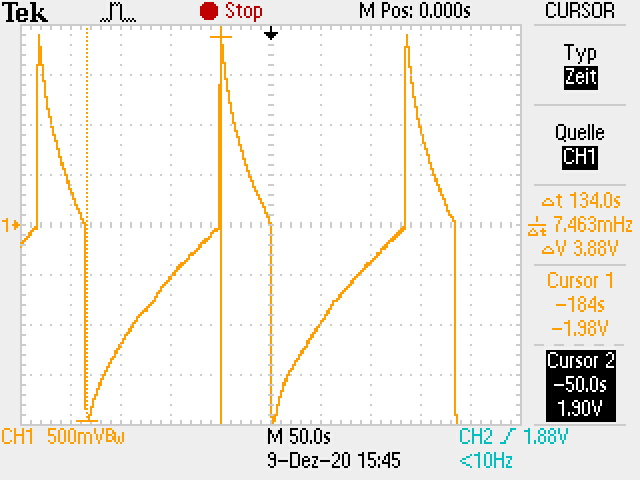 Tek Stop M Pos: 0.000s CURSOR
Typ
Zeit
Quelle
CH1
△t 134.0s
1/△t 7.463mHz
△V 3.88V
Cursor 1
-184s
-1.98V
Cursor 2
-50.0s
1.90V
1
CH1 500mVBw M 50.0s CH2 1.88V
9-Dez-20 15:45 <10Hz